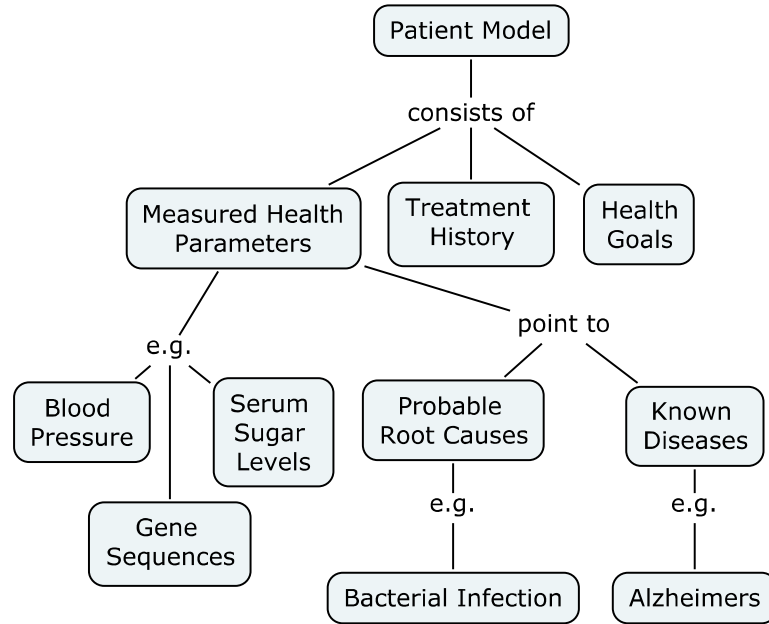 Patient Model
consists of
Measured Health
Parameters
Treatment
History
Health
Goals
point to
e.g.
Blood
Pressure
Serum
Sugar
Levels
Gene
Sequences
Probable
Root Causes
Known
Diseases
e.g.
e.g.
Bacterial Infection
Alzheimers